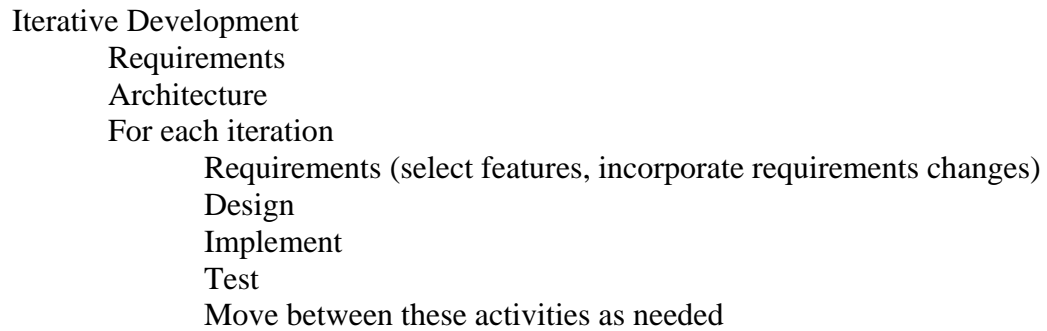 Iterative Development
Requirements
Architecture
For each iteration
Requirements (select features, incorporate requirements changes)
Design
Implement
Test
Move between these activities as needed